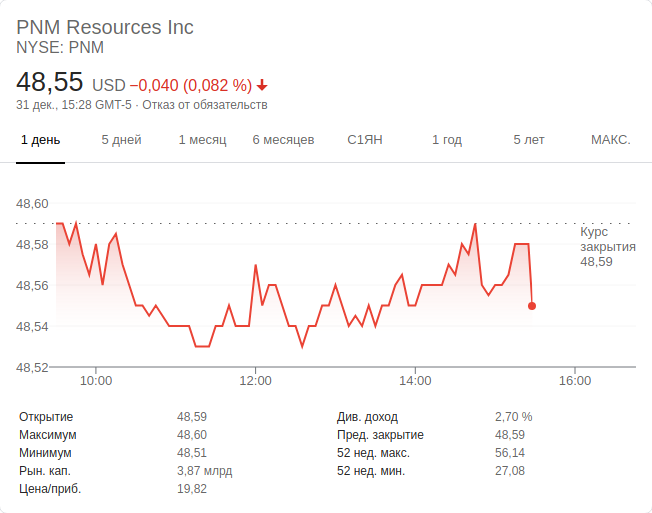 PNM Resources Inc
NYSE: PNM
48,55 USD −0,040 (0,082 %)
31 дек., 15:28 GMT-5 · Отказ от обязательств
1 день 5 дней 1 месяц 6 месяцев С1ЯН 1 год 5 лет МАКС.
48,60
Курс
закрытия
48,59
48,58
48,56
48,54
48,52
10:00 12:00 14:00 16:00
Открытие 48,59 Див. доход 2,70 %
Максимум 48,60 Пред. закрытие 48,59
Минимум 48,51 52 нед. макс. 56,14
Рын. кап. 3,87 млрд 52 нед. мин. 27,08
Цена/приб. 19,82